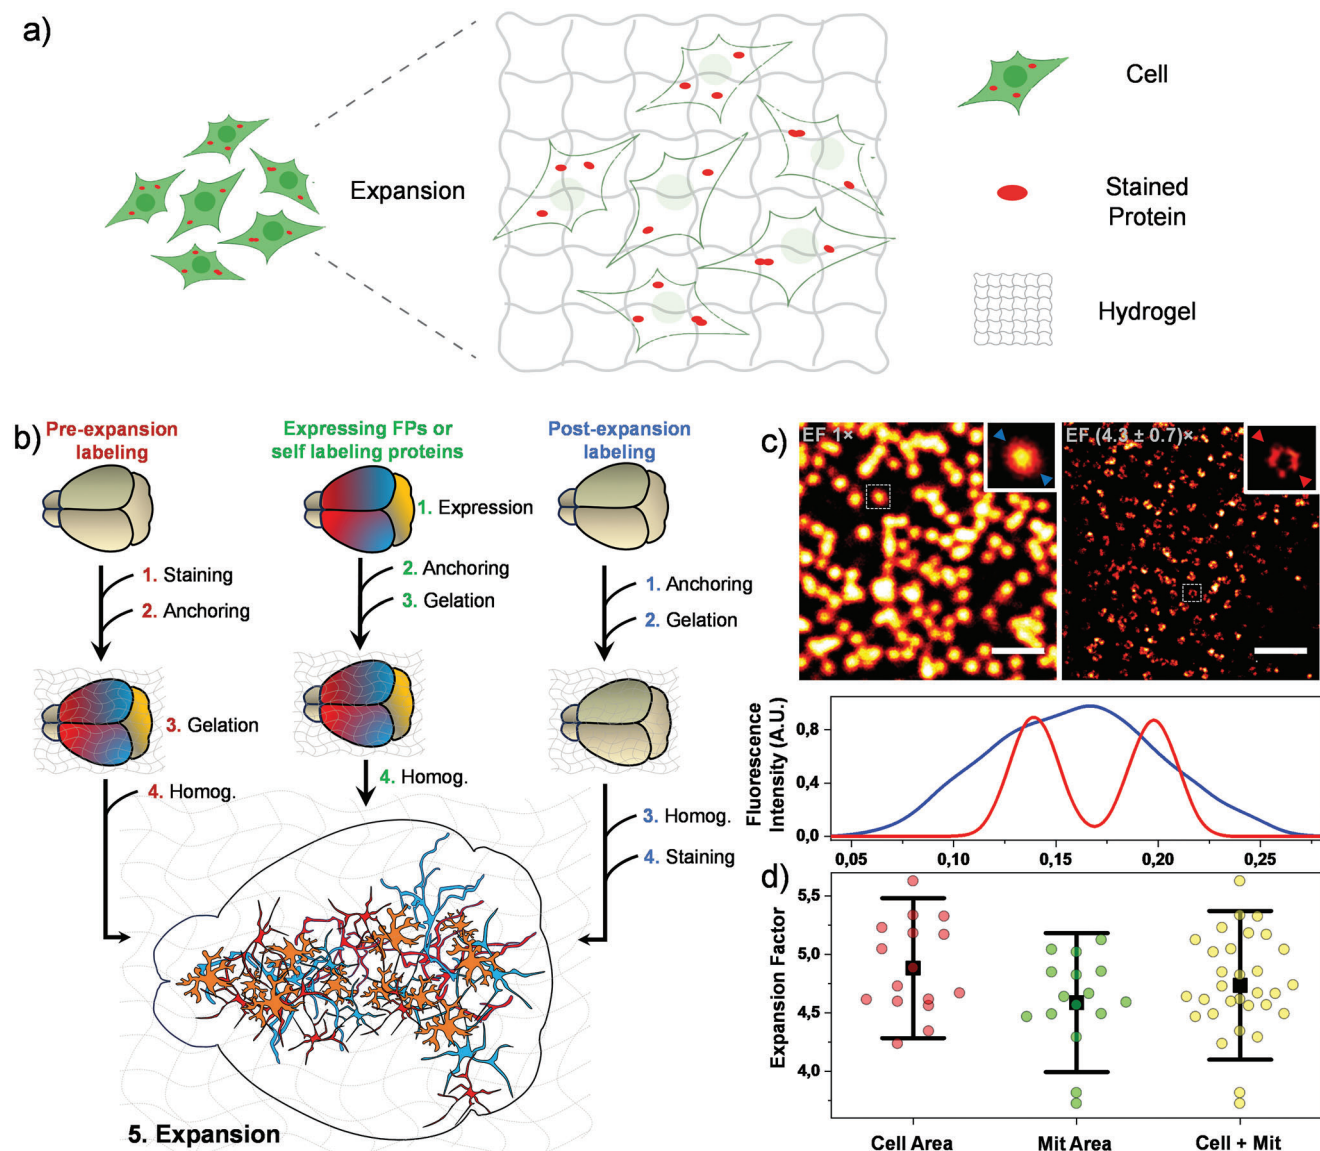 a)
Expansion
Cell
Stained
Protein
Hydrogel
b)
Pre-expansion
labeling
Expressing FPs or
self labeling proteins
Post-expansion
labeling
1. Expression
1. Staining
2. Anchoring
2. Anchoring
3. Gelation
1. Anchoring
2. Gelation
3. Gelation
4. Homog.
4. Homog.
3. Homog.
4. Staining
5. Expansion
c)
EF 1×
EF (4.3 ± 0.7)×
Fluorescence
Intensity (A.U.)
0,8
0,4
0,0
0,05
0,10
0,15
0,20
0,25
d)
Expansion Factor
5,5
5,0
4,5
4,0
Cell Area
Mit Area
Cell + Mit